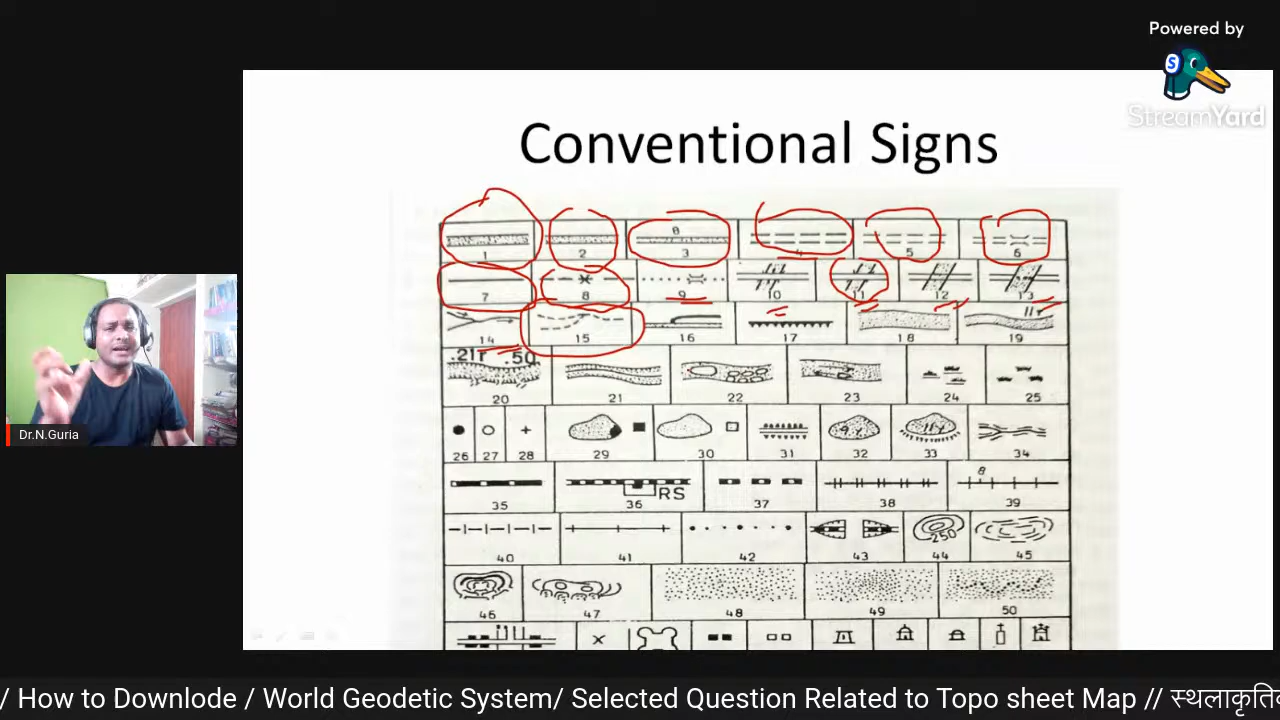 Powered by
StreamYard
Conventional Signs
B
1 2 3 4 5 6
7 8 9 10 11 12 13
14 15 16 17 18 19
.21r .50
20 21 22 23 24 25
26 27 28 29 30 31 32 33 34
RS
35 36 37 38 39
8
250
40 41 42 43 44 45
46 47 48 49 50
Dr.N.Guria
/ How to Downlode / World Geodetic System/ Selected Question Related to Topo sheet Map //